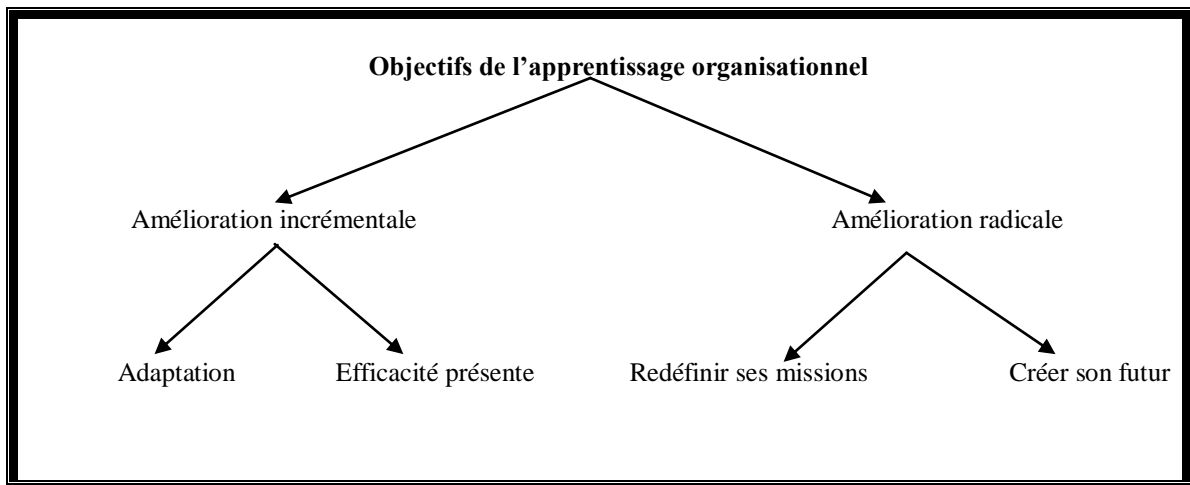 Objectifs de l’apprentissage organisationnel
Amélioration incrémentale Amélioration radicale
Adaptation Efficacité présente Redéfinir ses missions Créer son futur